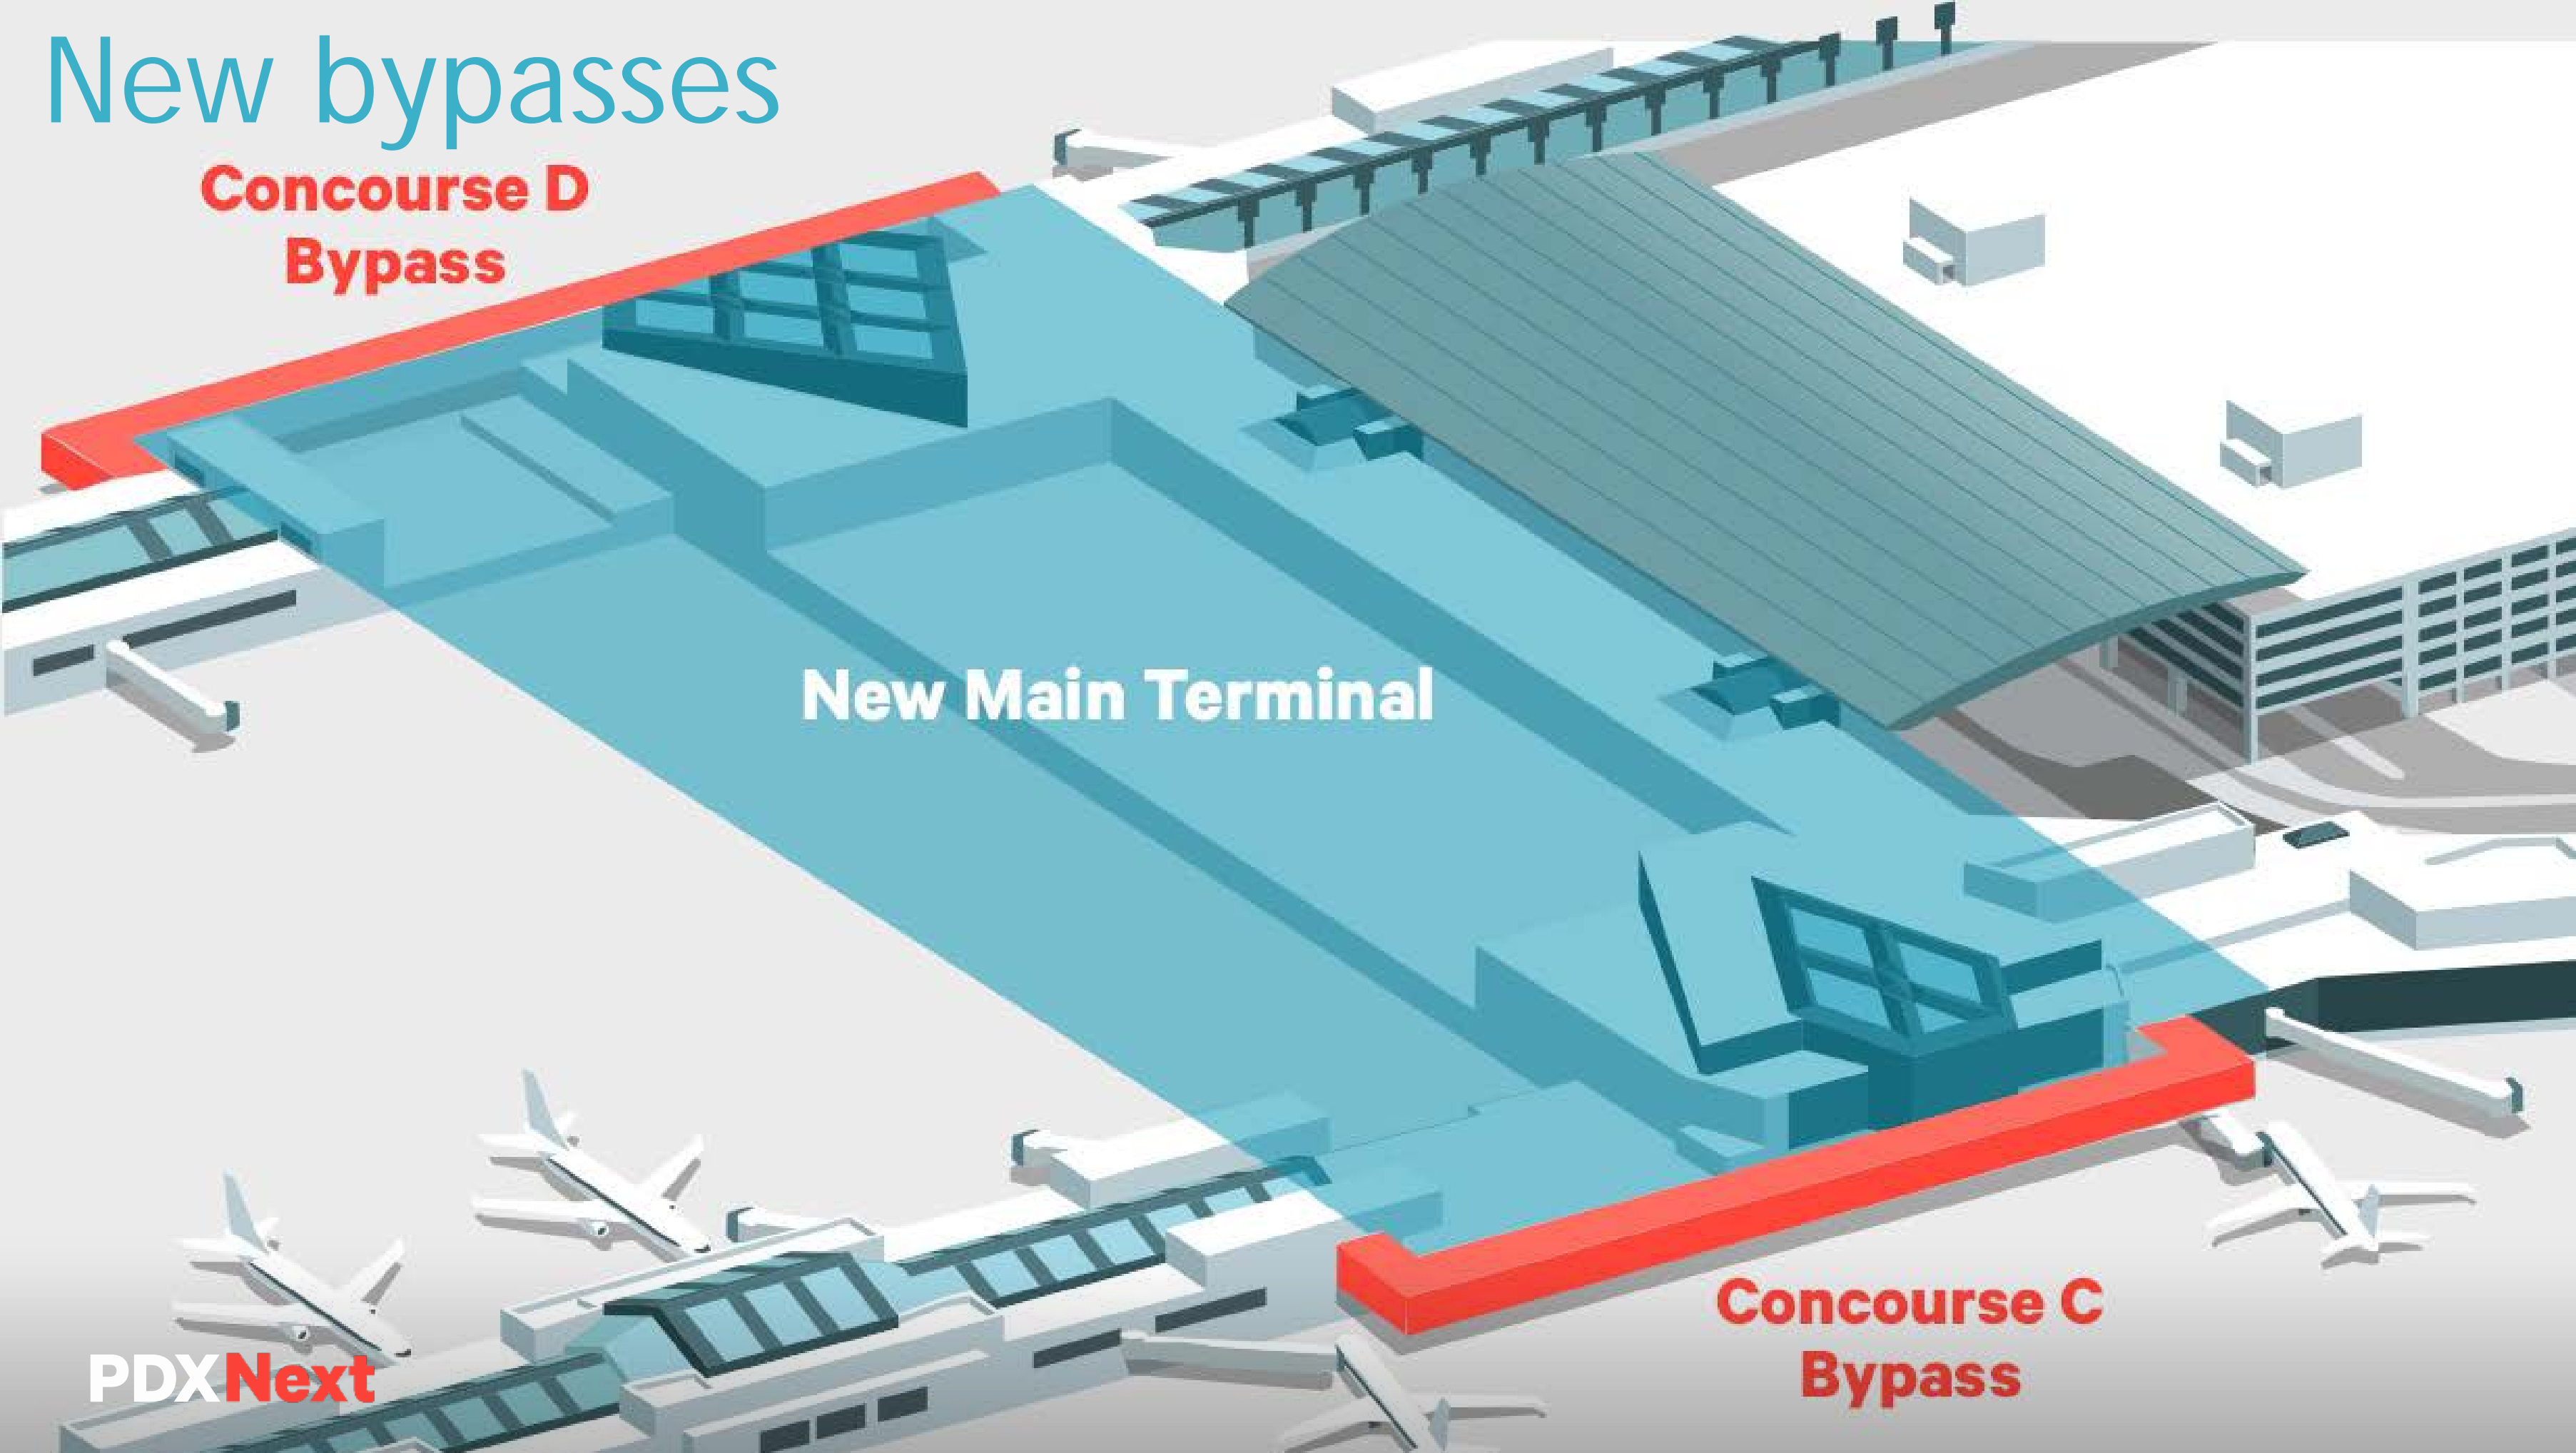 New bypasses
Concourse D
Bypass
New Main Terminal
Concourse C
Bypass
PDXNext